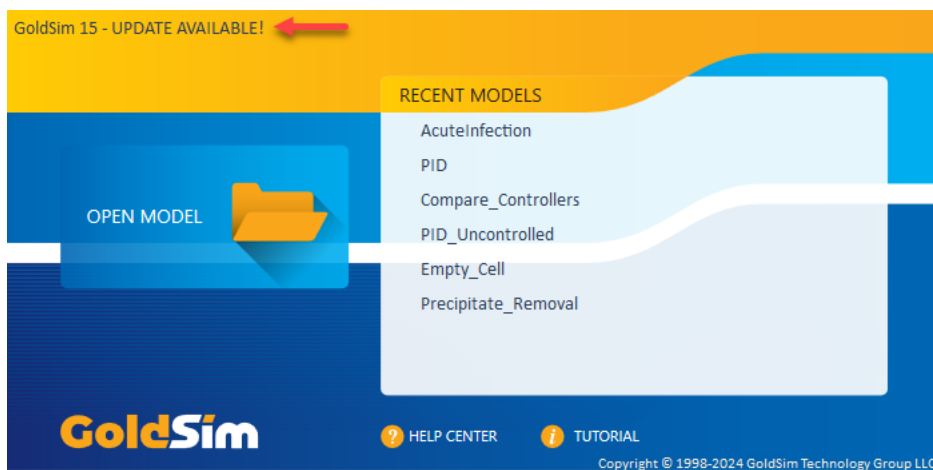 GoldSim 15 - UPDATE AVAILABLE!
RECENT MODELS
AcuteInfection
PID
Compare_Controllers
PID_Uncontrolled
Empty_Cell
Precipitate_Removal
OPEN MODEL
GoldSim
? HELP CENTER
i TUTORIAL
Copyright © 1998-2024 GoldSim Technology Group LLC